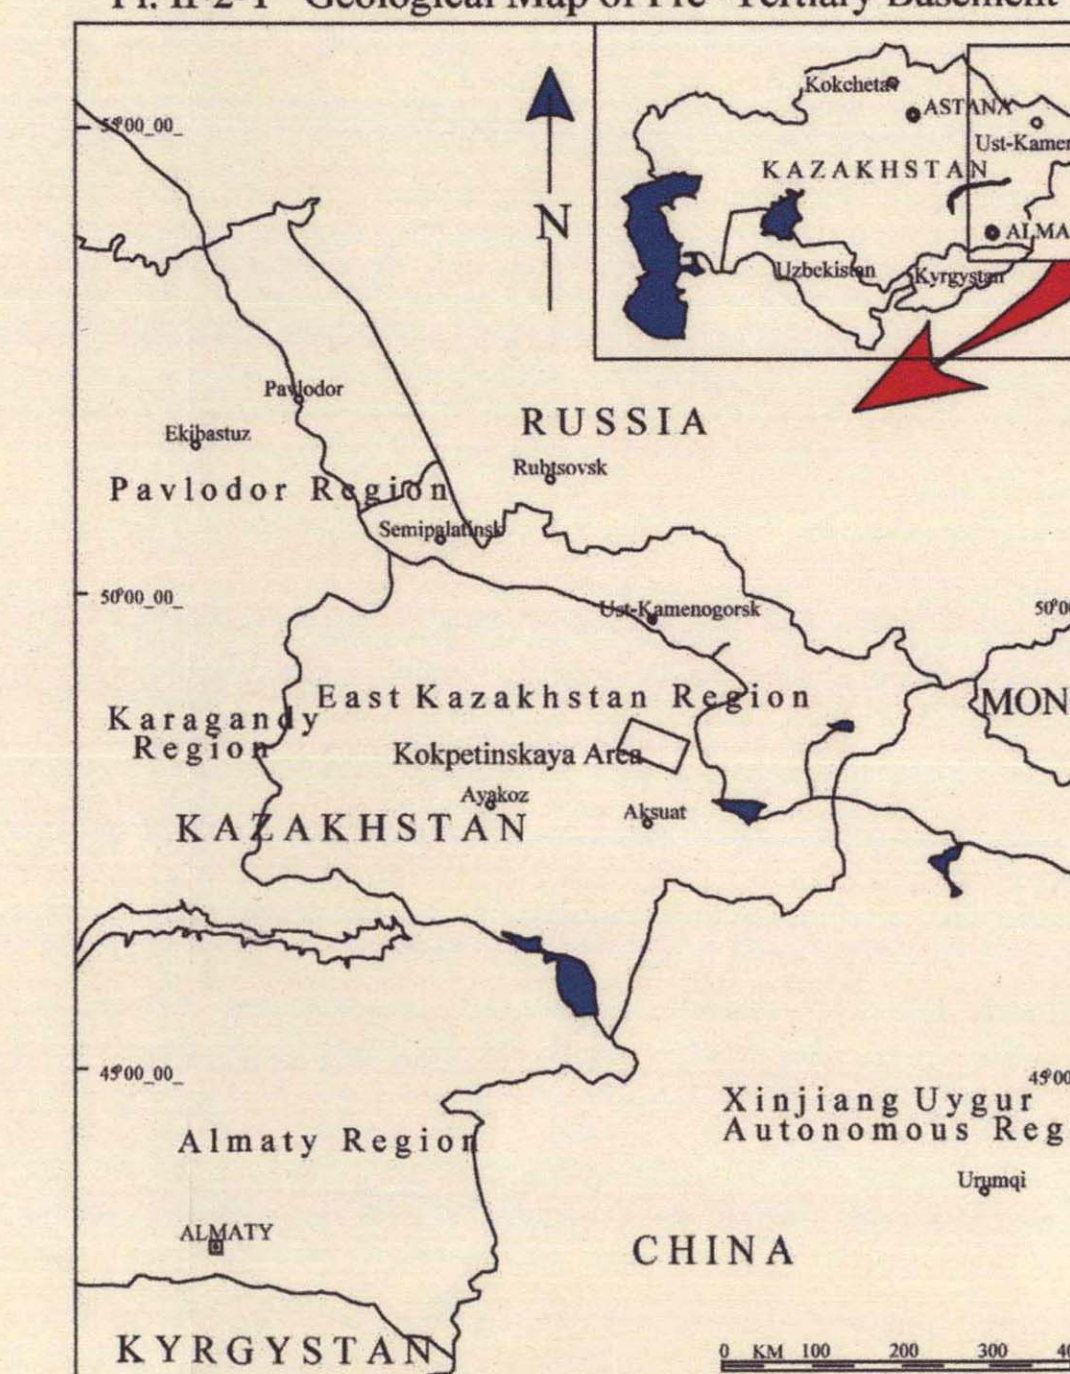 Pl. II-2-1 Geological Map of Pre-Tertiary Basement
55°00_00_
Kokchetav
ASTANA
Ust-Kamen
KAZAKHSTAN
ALMA
Uzbekistan
Kyrgystan
N
Pavlodor
Ekibastuz
RUSSIA
Rubtsovsk
Pavlodor Region
Semipalatinsk
50°00_00_
Ust-Kamenogorsk
50°00
East Kazakhstan Region
MON
Karagandy
Region
Kokpetinskaya Area
Ayakoz
Aksuat
KAZAKHSTAN
45°00_00_
45°00
Xinjiang Uygur
Autonomous Reg
Almaty Region
Urumqi
ALMATY
CHINA
KYRGYSTAN
0 KM 100 200 300 40